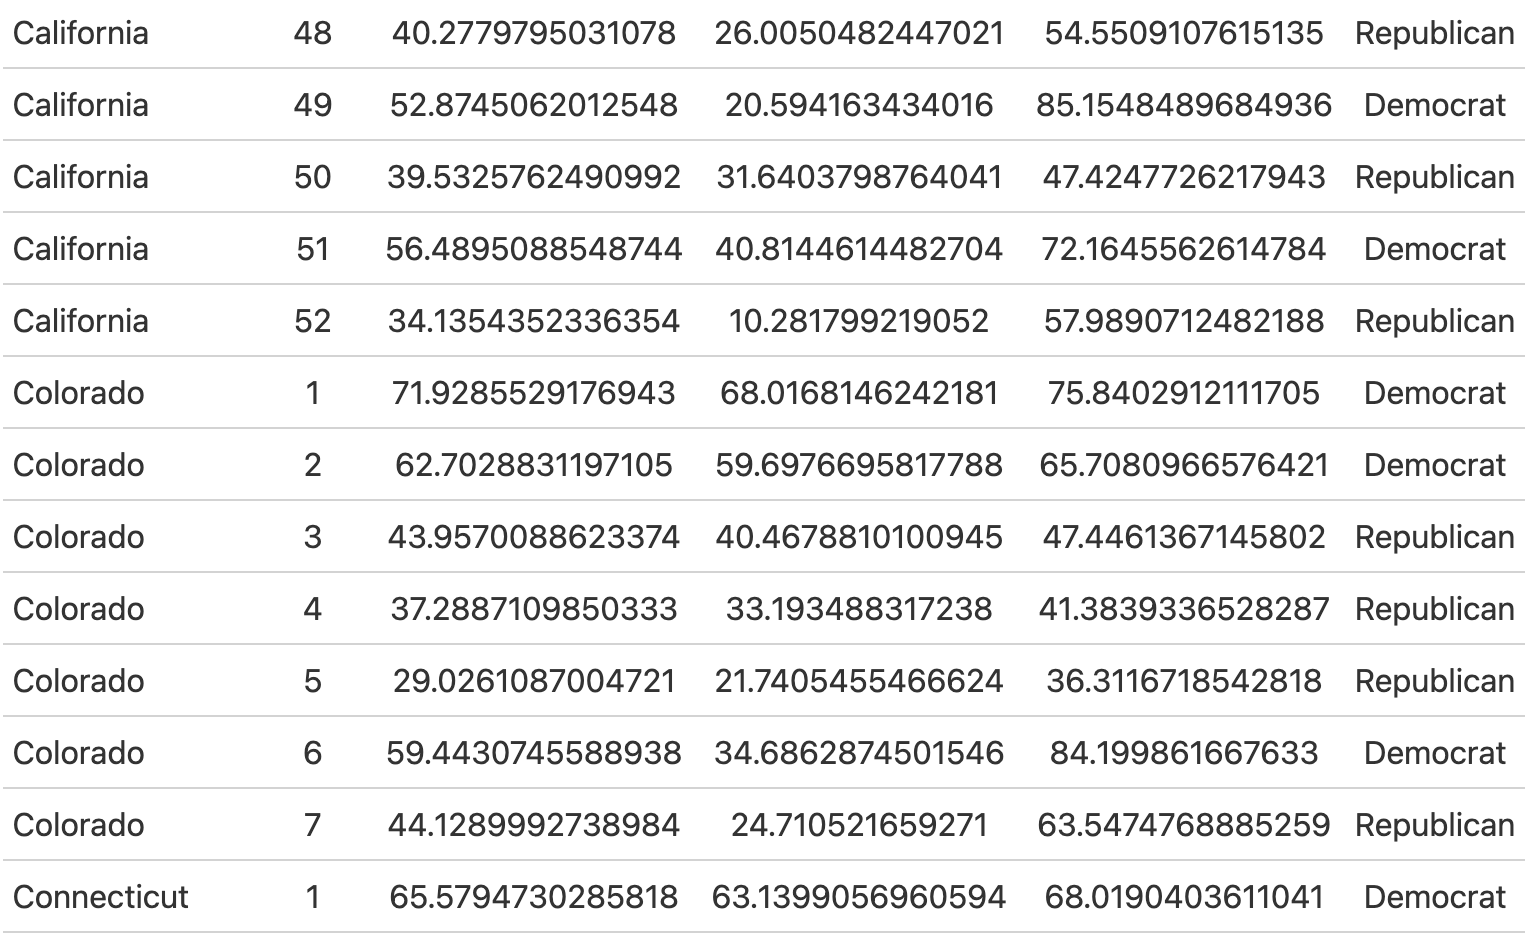 California 48 40.2779795031078 26.0050482447021 54.5509107615135 Republican
California 49 52.8745062012548 20.594163434016 85.1548489684936 Democrat
California 50 39.5325762490992 31.6403798764041 47.4247726217943 Republican
California 51 56.4895088548744 40.8144614482704 72.1645562614784 Democrat
California 52 34.1354352336354 10.281799219052 57.9890712482188 Republican
Colorado 1 71.9285529176943 68.0168146242181 75.8402912111705 Democrat
Colorado 2 62.7028831197105 59.6976695817788 65.7080966576421 Democrat
Colorado 3 43.9570088623374 40.4678810100945 47.4461367145802 Republican
Colorado 4 37.2887109850333 33.193488317238 41.3839336528287 Republican
Colorado 5 29.0261087004721 21.7405455466624 36.3116718542818 Republican
Colorado 6 59.4430745588938 34.6862874501546 84.199861667633 Democrat
Colorado 7 44.1289992738984 24.710521659271 63.5474768885259 Republican
Connecticut 1 65.5794730285818 63.1399056960594 68.0190403611041 Democrat